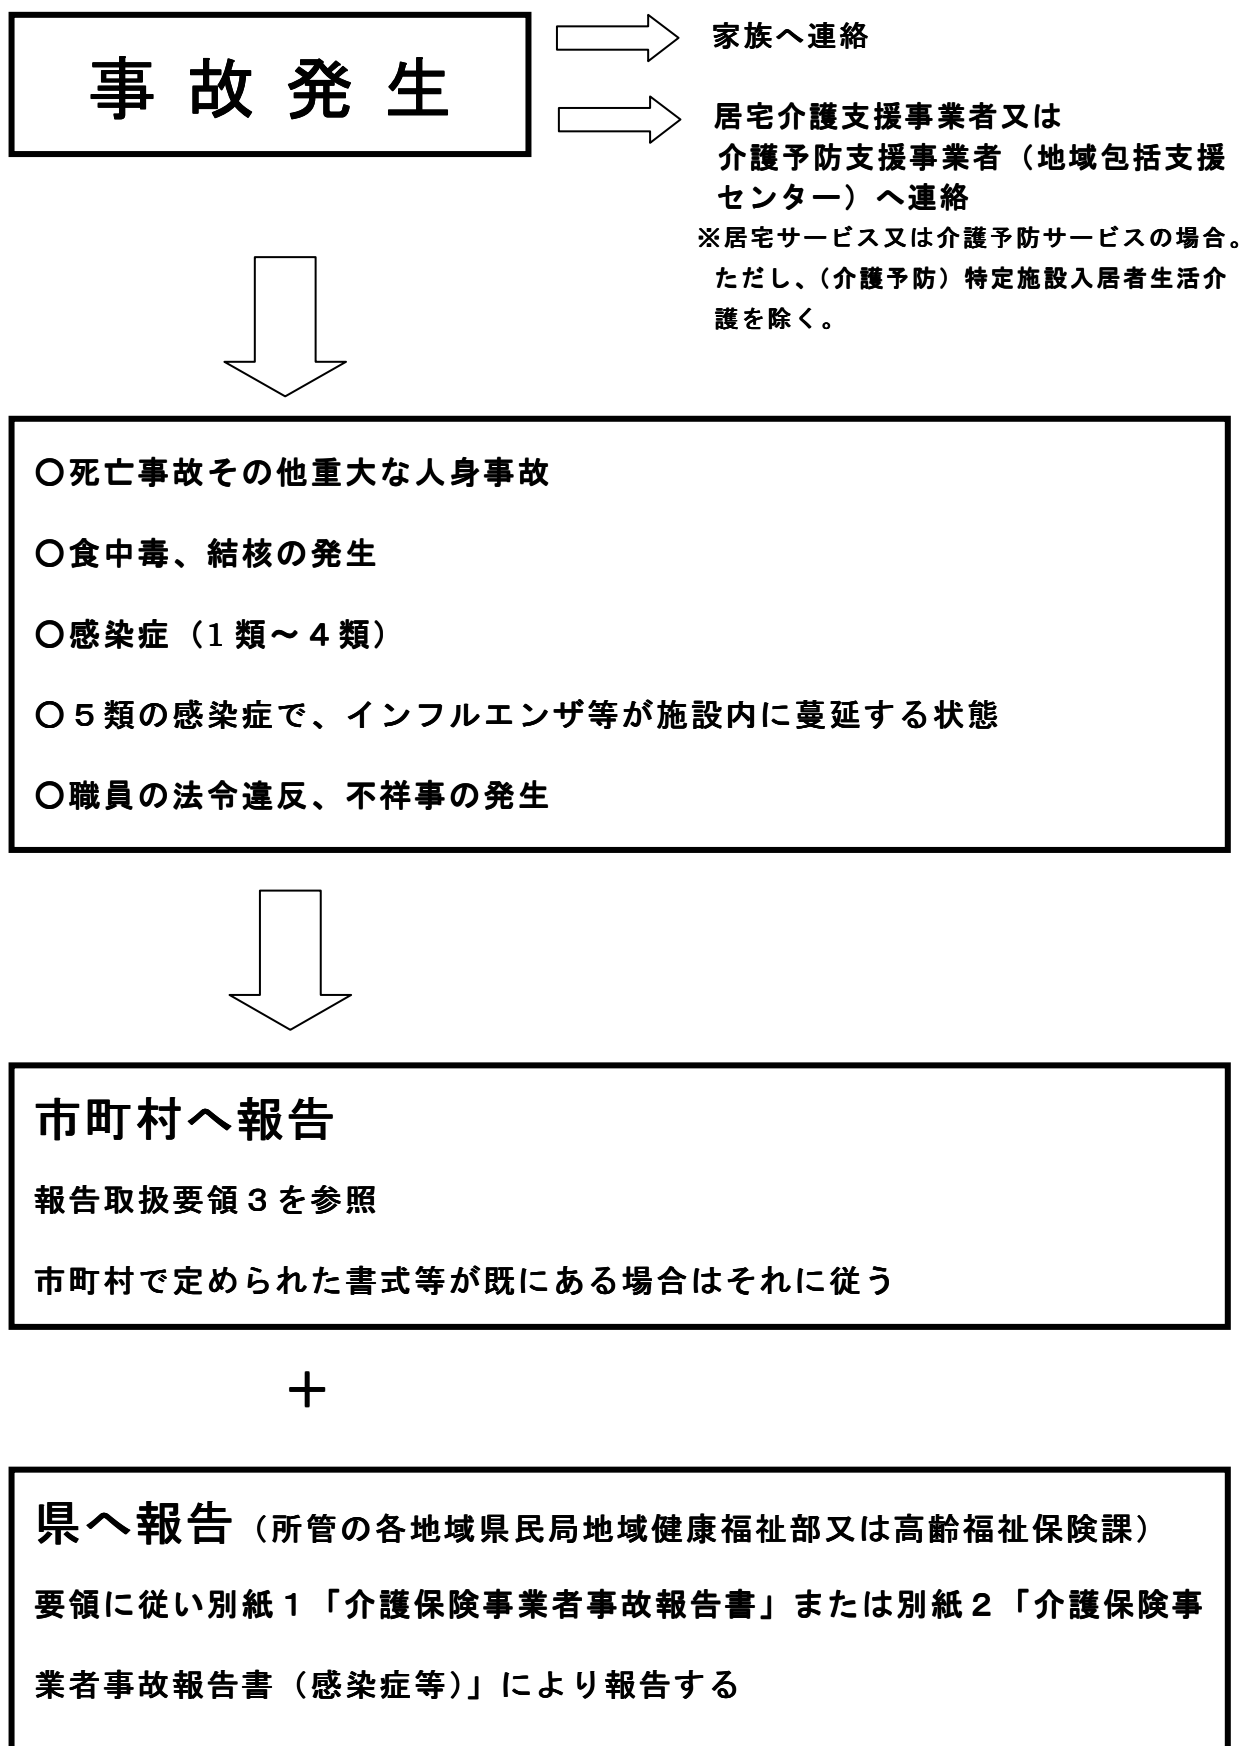 事故発生
家族へ連絡
居宅介護支援事業者又は
介護予防支援事業者（地域包括支援
センター）へ連絡
※居宅サービス又は介護予防サービスの場合。
ただし、（介護予防）特定施設入居者生活介
護を除く。
○死亡事故その他重大な人身事故
○食中毒、結核の発生
○感染症（1類～４類）
○５類の感染症で、インフルエンザ等が施設内に蔓延する状態
○職員の法令違反、不祥事の発生
市町村へ報告
報告取扱要領３を参照
市町村で定められた書式等が既にある場合はそれに従う
＋
県へ報告（所管の各地域県民局地域健康福祉部又は高齢福祉保険課）
要領に従い別紙１「介護保険事業者事故報告書」または別紙２「介護保険事
業者事故報告書（感染症等）」により報告する